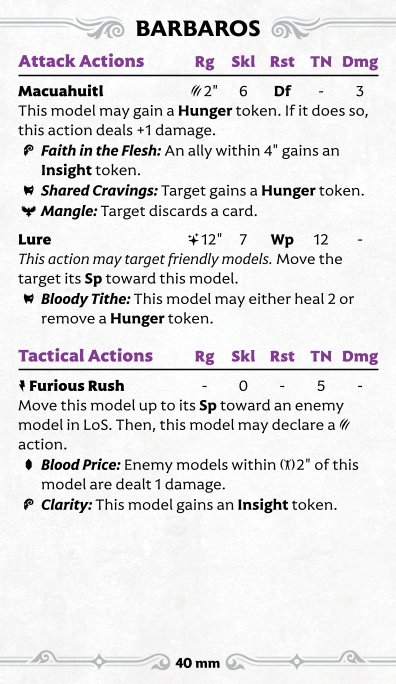 BARBAROS
Attack Actions Rg Skl Rst TN Dmg
Macuahuitl 2" 6 Df - 3
This model may gain a Hunger token. If it does so,
this action deals +1 damage.
Faith in the Flesh: An ally within 4" gains an
Insight token.
Shared Cravings: Target gains a Hunger token.
Mangle: Target discards a card.
Lure 12" 7 Wp 12 -
This action may target friendly models. Move the
target its Sp toward this model.
Bloody Tithe: This model may either heal 2 or
remove a Hunger token.
Tactical Actions Rg Skl Rst TN Dmg
Furious Rush - 0 - 5 -
Move this model up to its Sp toward an enemy
model in LoS. Then, this model may declare a
action.
Blood Price: Enemy models within 2" of this
model are dealt 1 damage.
Clarity: This model gains an Insight token.
40 mm